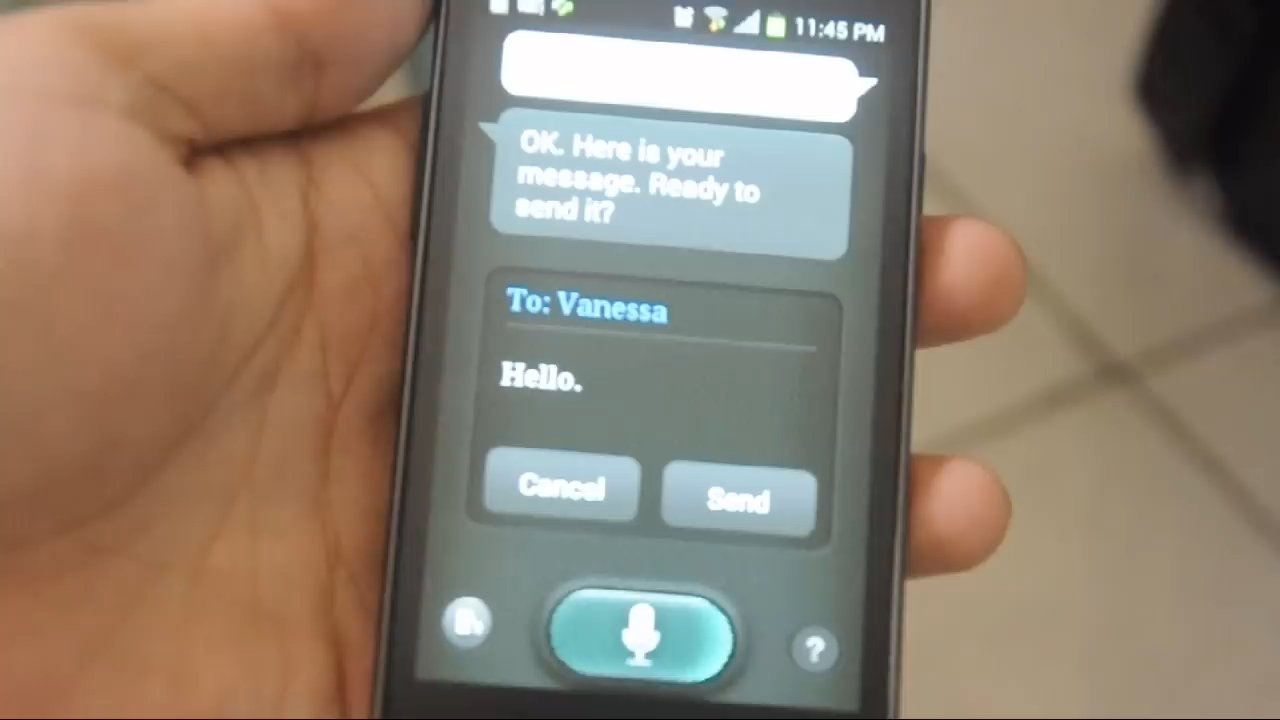 11:45 PM
OK. Here is your
message. Ready to
send it?
To: Vanessa
Hello.
Cancel
Send
?